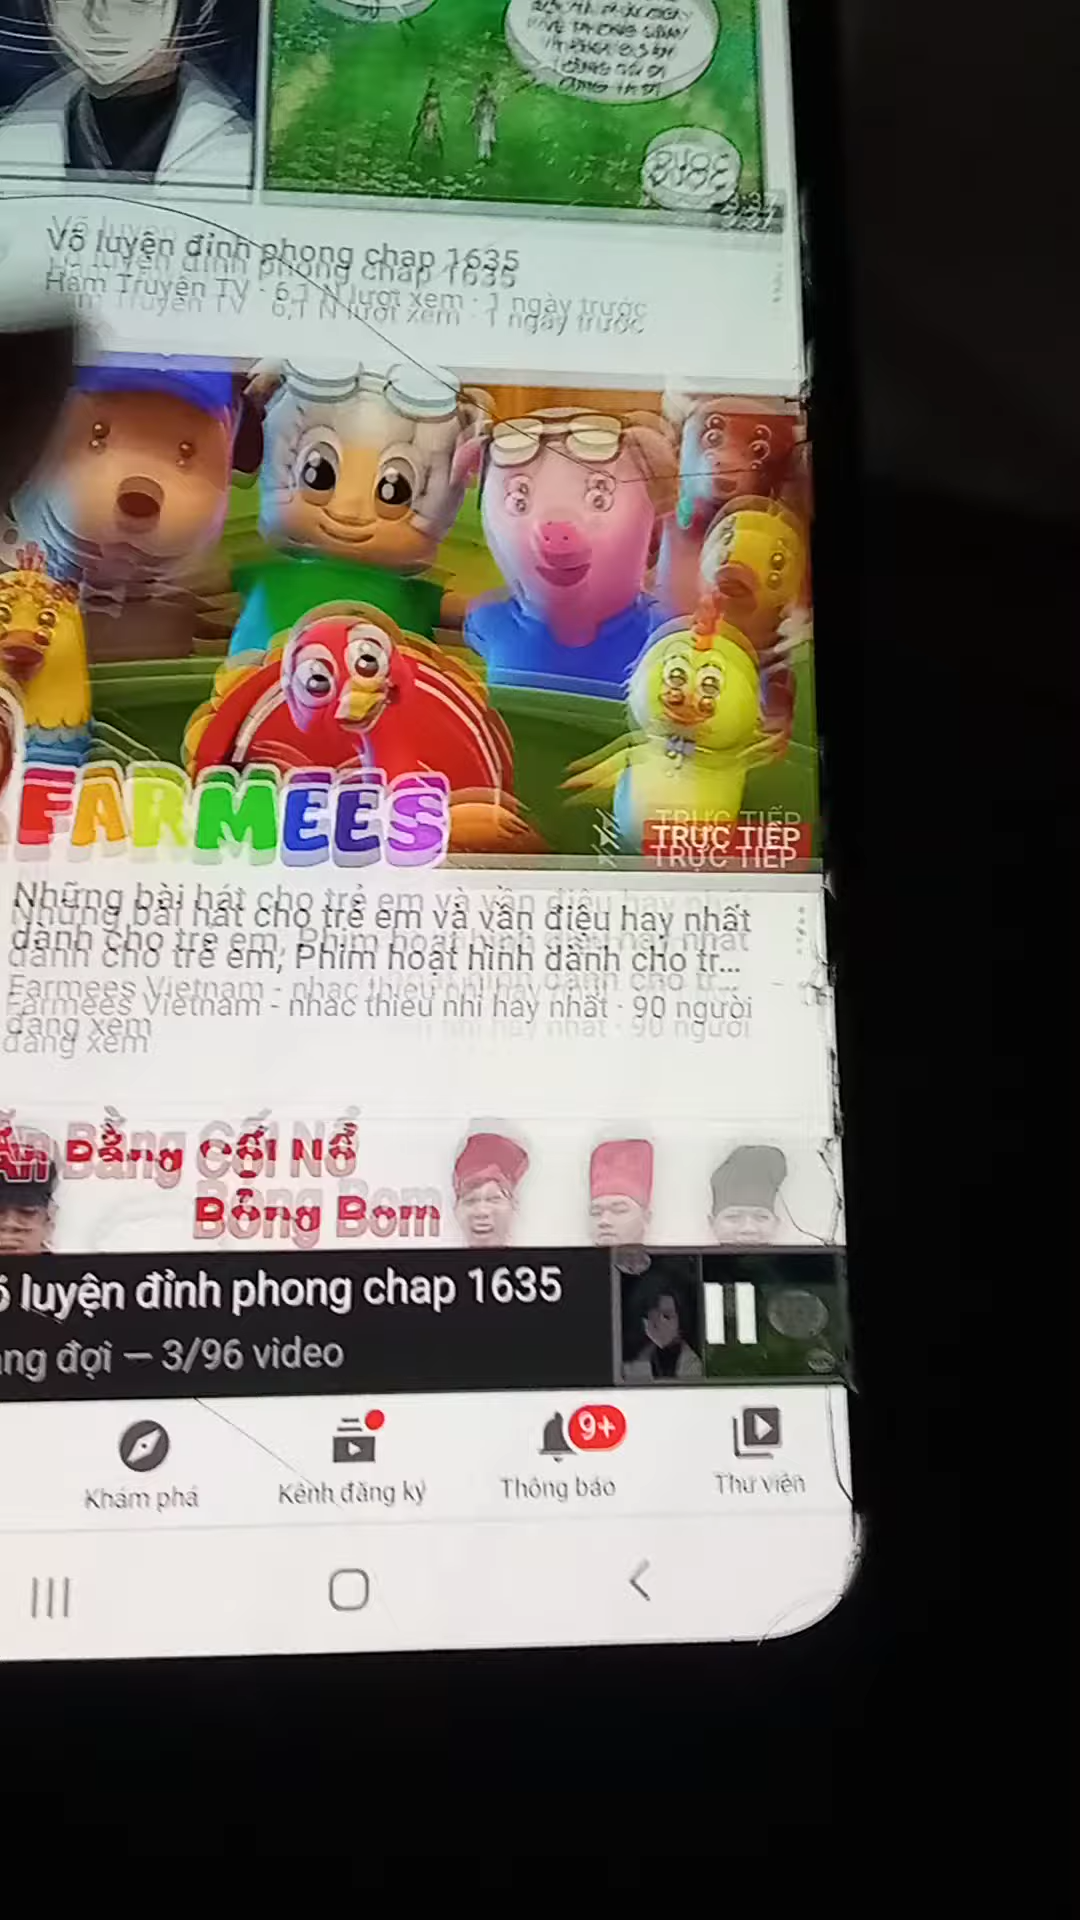 BƯỚC
Võ luyện đỉnh phong chap 1635
Hám Truyện TV · 6,1 N lượt xem · 1 ngày trước
FARMEES
TRỰC TIẾP
Những bài hát cho trẻ em và vần điệu hay nhất
dành cho trẻ em; Phim hoạt hình dành cho tr...
Farmees Vietnam - nhạc thiếu nhi hay nhất · 90 người
đang xem
Ăn Bằng Cối Nổ
Bỏng Bom
luyện đỉnh phong chap 1635
đợi – 3/96 video
9+
Khám phá
Kênh đăng ký
Thông báo
Thư viện